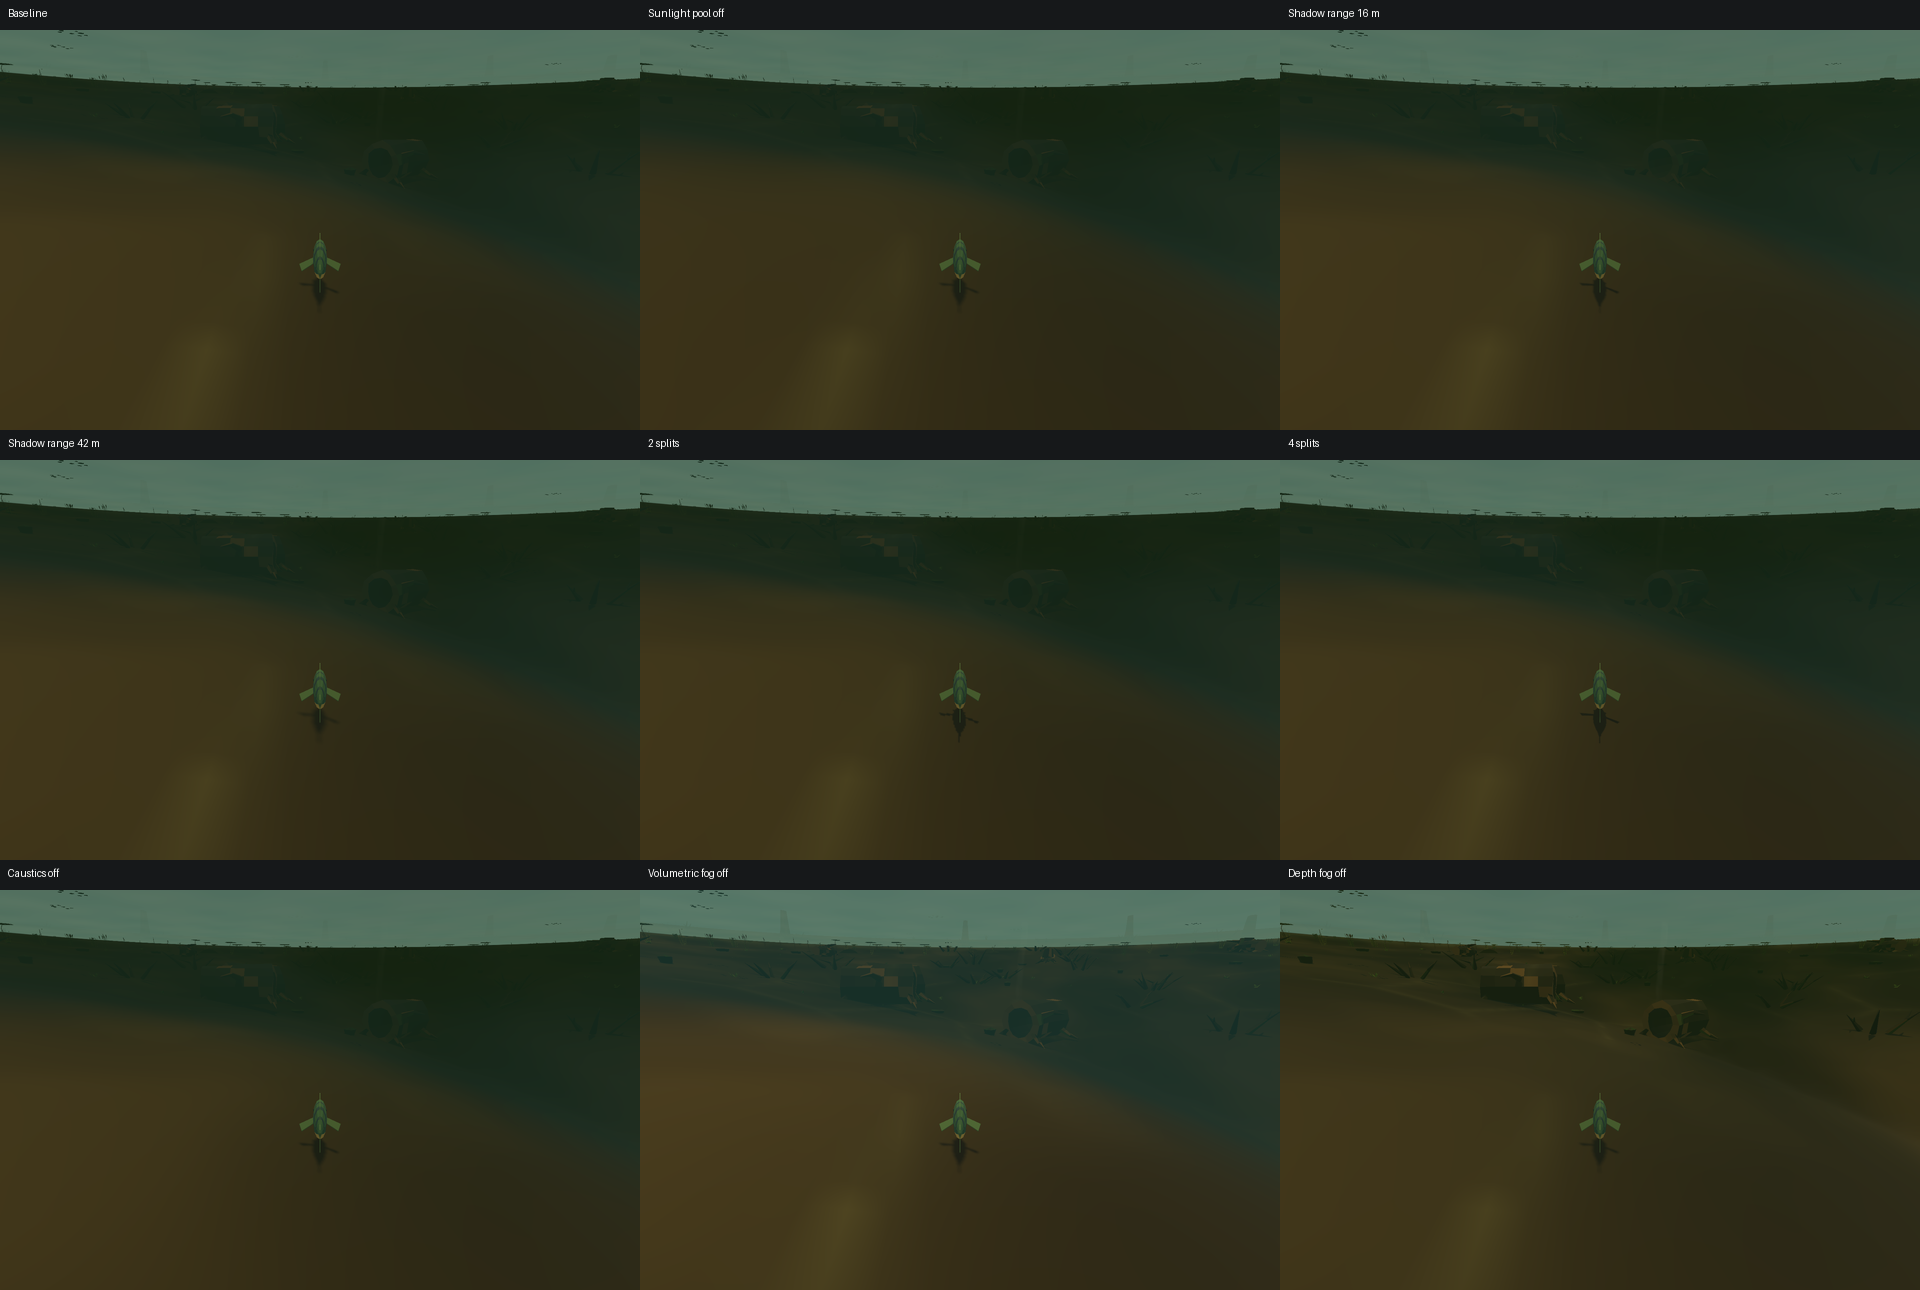 Baseline
Sunlight pool off
Shadow range 16 m
Shadow range 42 m
2 splits
4 splits
Caustics off
Volumetric fog off
Depth fog off